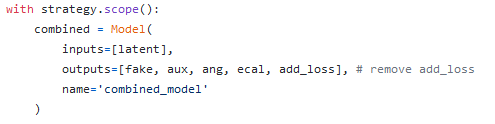 with strategy.scope():
    combined = Model(
        inputs=[latent],
        outputs=[fake, aux, ang, ecal, add_loss], # remove add_loss
        name='combined_model'
    )